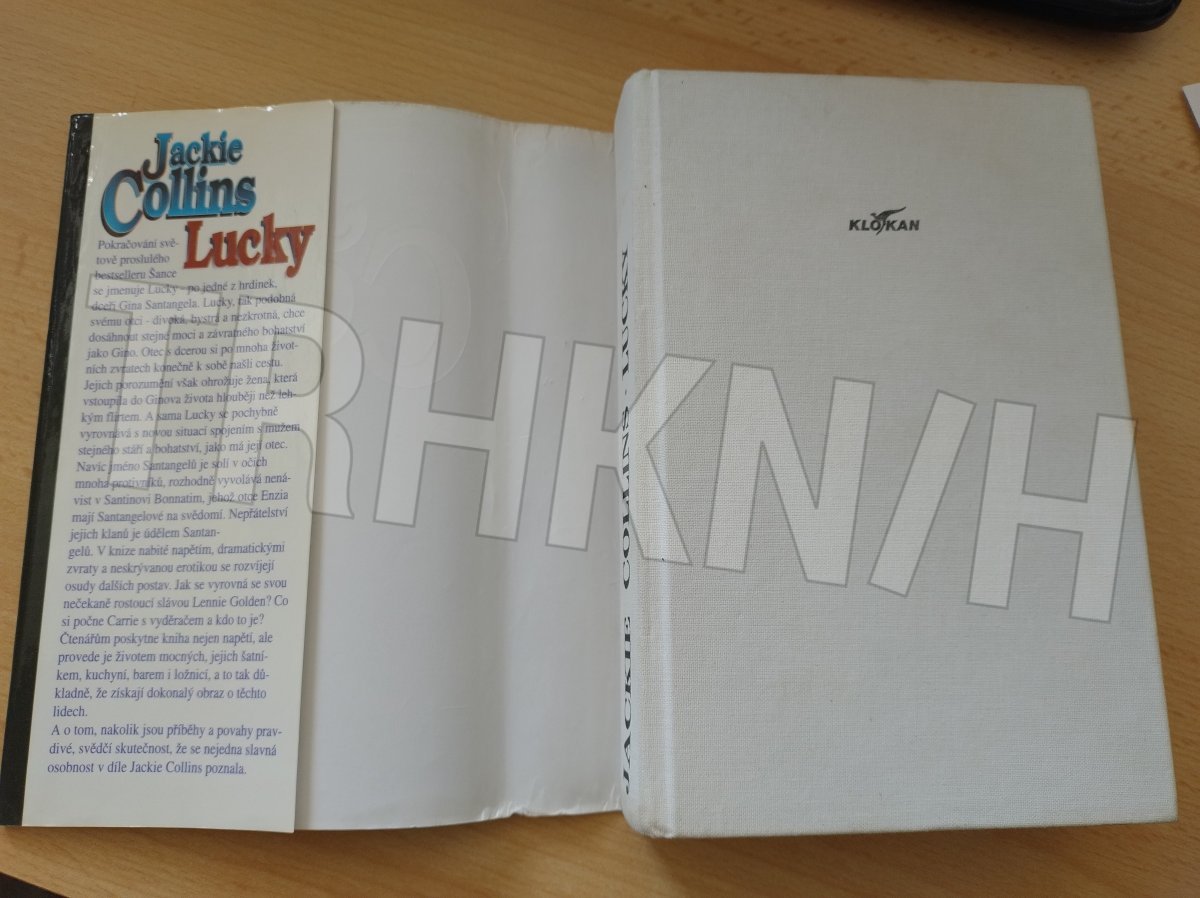 Jackie
Collins
Lucky
Pokračování svě-
tově proslulého
bestselleru Šance
se jmenuje Lucky - po jedné z hrdinek,
dceři Gina Santangela. Lucky, tak podobná
svému otci - divoká, bystrá a nezkrotná, chce
dosáhnout stejné moci a závratného bohatství
jako Gino. Otec s dcerou si po mnoha život-
ních zvratech konečně k sobě našli cestu.
Jejich porozumění však ohrožuje žena, která
vstoupila do Ginova života hlouběji než leh-
kým flirtem. A sama Lucky se pochybně
vyrovnává s novou situací spojením s mužem
stejného stáří a bohatství, jako má její otec.
Navíc jméno Santangelů je solí v očích
mnoha protivníků, rozhodně vyvolává nená-
vist v Santinovi Bonnatim, jehož otce Enzia
mají Santangelové na svědomí. Nepřátelství
jejich klanů je údělem Santan-
gelů. V knize nabité napětím, dramatickými
zvraty a neskrývanou erotikou se rozvíjejí
osudy dalších postav. Jak se vyrovná se svou
nečekaně rostoucí slávou Lennie Golden? Co
si počne Carrie s vyděračem a kdo to je?
Čtenářům poskytne kniha nejen napětí, ale
provede je životem mocných, jejich šatní-
kem, kuchyní, barem i ložnicí, a to tak dů-
kladně, že získají dokonalý obraz o těchto
lidech.
A o tom, nakolik jsou příběhy a povahy prav-
divé, svědčí skutečnost, že se nejedna slavná
osobnost v díle Jackie Collins poznala.
JACKIE COLLINS · LUCKY
KLOKAN
TRHKN/H